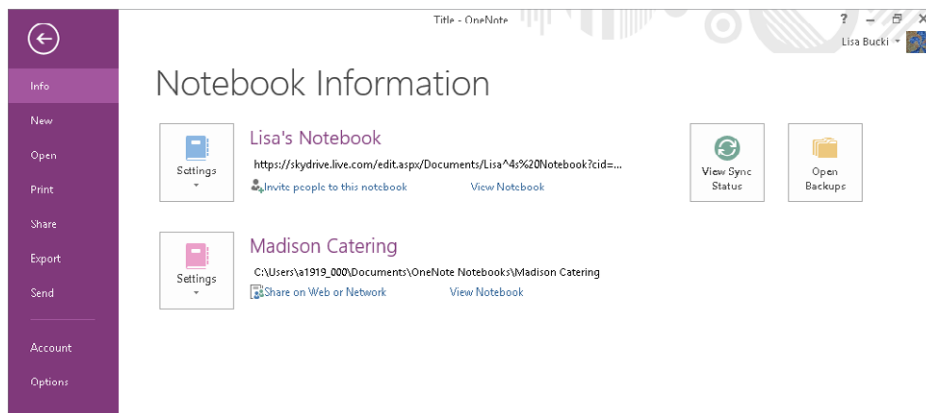 Title - OneNote
?
Lisa Bucki
Info
New
Open
Print
Share
Export
Send
Account
Options
Notebook Information
Settings
Lisa's Notebook
https://skydrive.live.com/edit.aspx/Documents/Lisa^4s%20Notebook?cid=...
Invite people to this notebook View Notebook
View Sync
Status
Open
Backups
Settings
Madison Catering
C:\Users\a1919_000\Documents\OneNote Notebooks\Madison Catering
Share on Web or Network View Notebook